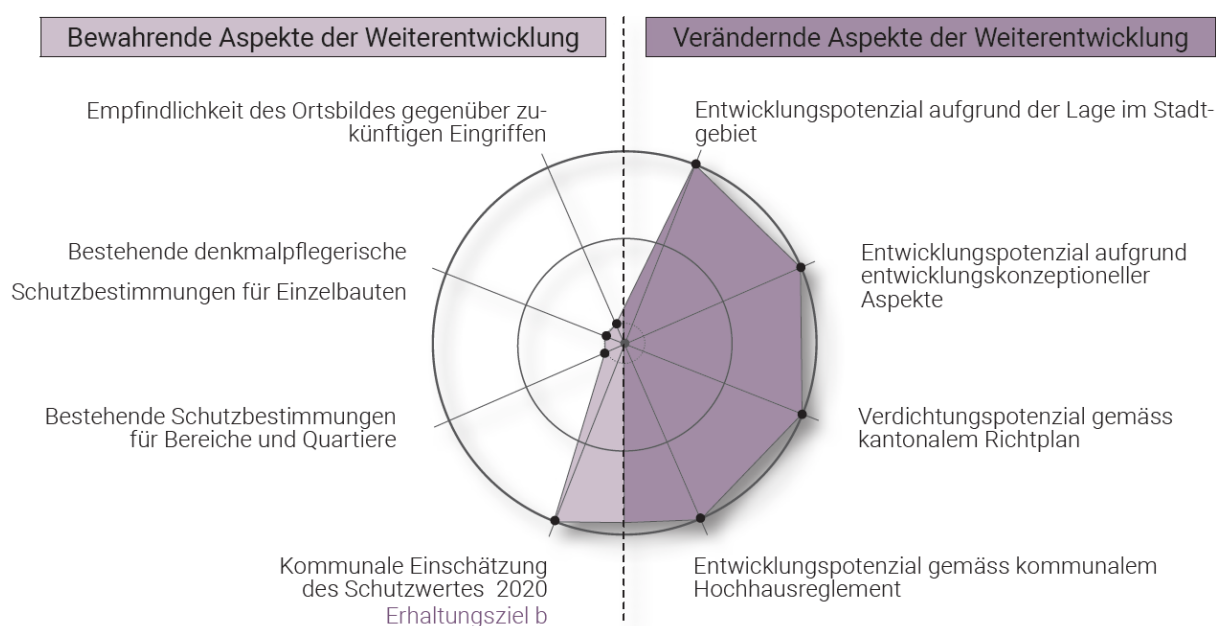 Bewahrende Aspekte der Weiterentwicklung
Verändernde Aspekte der Weiterentwicklung
Empfindlichkeit des Ortsbildes gegenüber zu-
künftigen Eingriffen
Entwicklungspotenzial aufgrund der Lage im Stadt-
gebiet
Bestehende denkmalpflegerische
Schutzbestimmungen für Einzelbauten
Entwicklungspotenzial aufgrund
entwicklungskonzeptioneller
Aspekte
Bestehende Schutzbestimmungen
für Bereiche und Quartiere
Verdichtungspotenzial gemäss
kantonalem Richtplan
Kommunale Einschätzung
des Schutzwertes 2020
Erhaltungsziel b
Entwicklungspotenzial gemäss kommunalem
Hochhausreglement